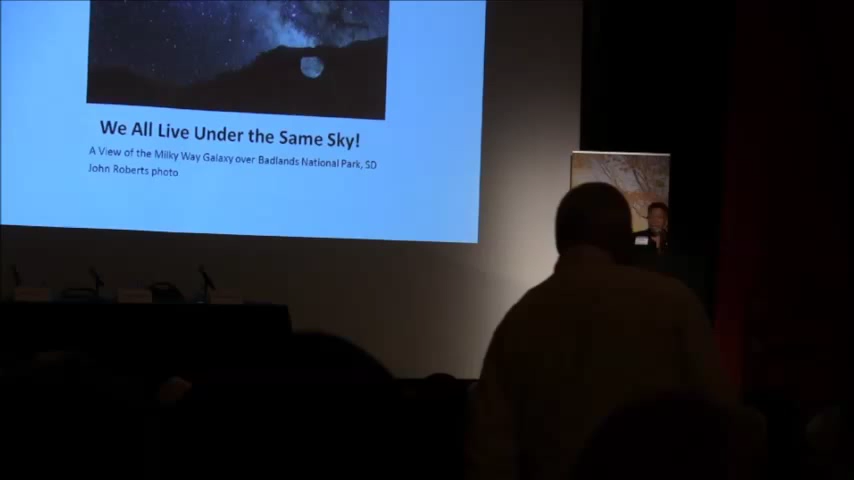 We All Live Under the Same Sky!
A View of the Milky Way Galaxy over Badlands National Park, SD
John Roberts photo